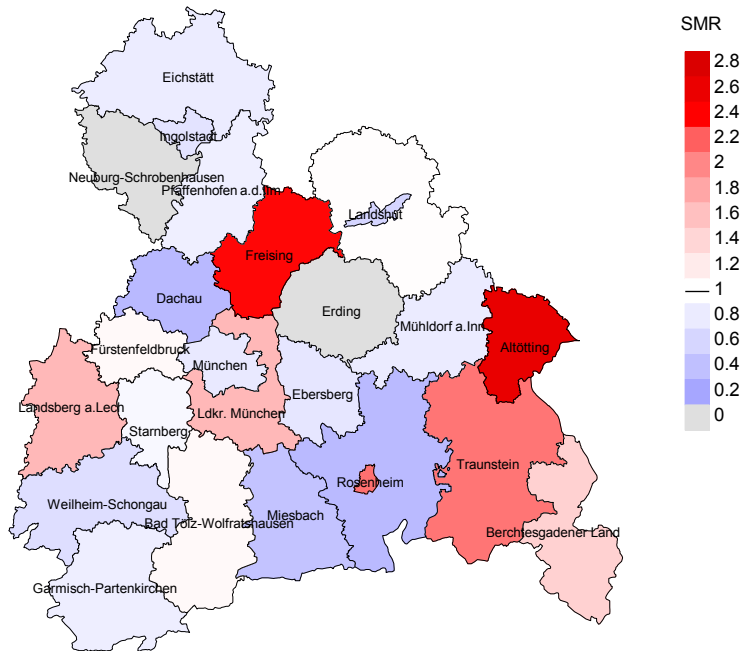 SMR
2.8
2.6
2.4
2.2
2
1.8
1.6
1.4
1.2
1
0.8
0.6
0.4
0.2
0
Eichstätt
Ingolstadt
Neuburg-Schrobenhausen
Pfaffenhofen a.d.Ilm
Landshut
Freising
Dachau
Erding
Mühldorf a.Inn
Altötting
Fürstenfeldbruck
München
Ebersberg
Landsberg a.Lech
Ldkr. München
Starnberg
Traunstein
Rosenheim
Weilheim-Schongau
Bad Tölz-Wolfratshausen
Miesbach
Berchtesgadener Land
Garmisch-Partenkirchen